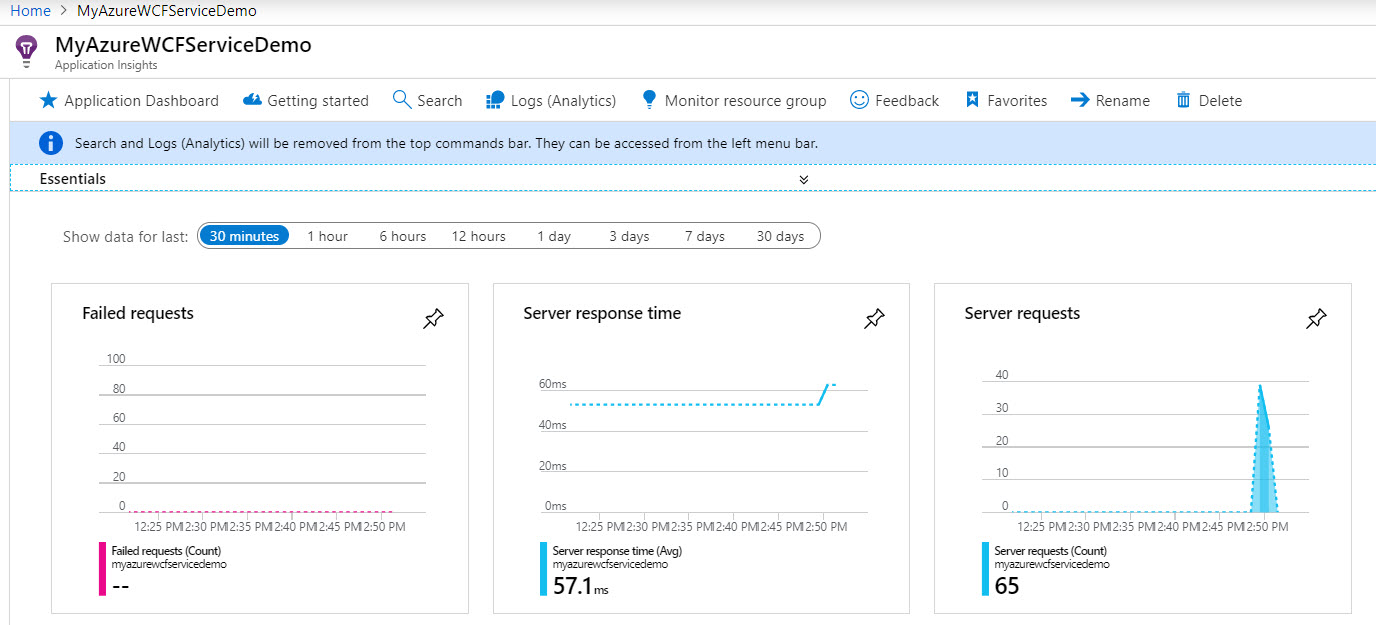 Home > MyAzureWCFServiceDemo
MyAzureWCFServiceDemo
Application Insights
Application Dashboard Getting started Search Logs (Analytics) Monitor resource group Feedback Favorites Rename Delete
Search and Logs (Analytics) will be removed from the top commands bar. They can be accessed from the left menu bar.
Essentials
Show data for last: 30 minutes 1 hour 6 hours 12 hours 1 day 3 days 7 days 30 days
Failed requests
100
80
60
40
20
0
12:25 PM 12:30 PM 12:35 PM 12:40 PM 12:45 PM 12:50 PM
Failed requests (Count)
myazurewcfservicedemo
--
Server response time
60ms
40ms
20ms
0ms
12:25 PM 12:30 PM 12:35 PM 12:40 PM 12:45 PM 12:50 PM
Server response time (Avg)
myazurewcfservicedemo
57.1 ms
Server requests
40
30
20
10
0
12:25 PM 12:30 PM 12:35 PM 12:40 PM 12:45 PM 12:50 PM
Server requests (Count)
myazurewcfservicedemo
65